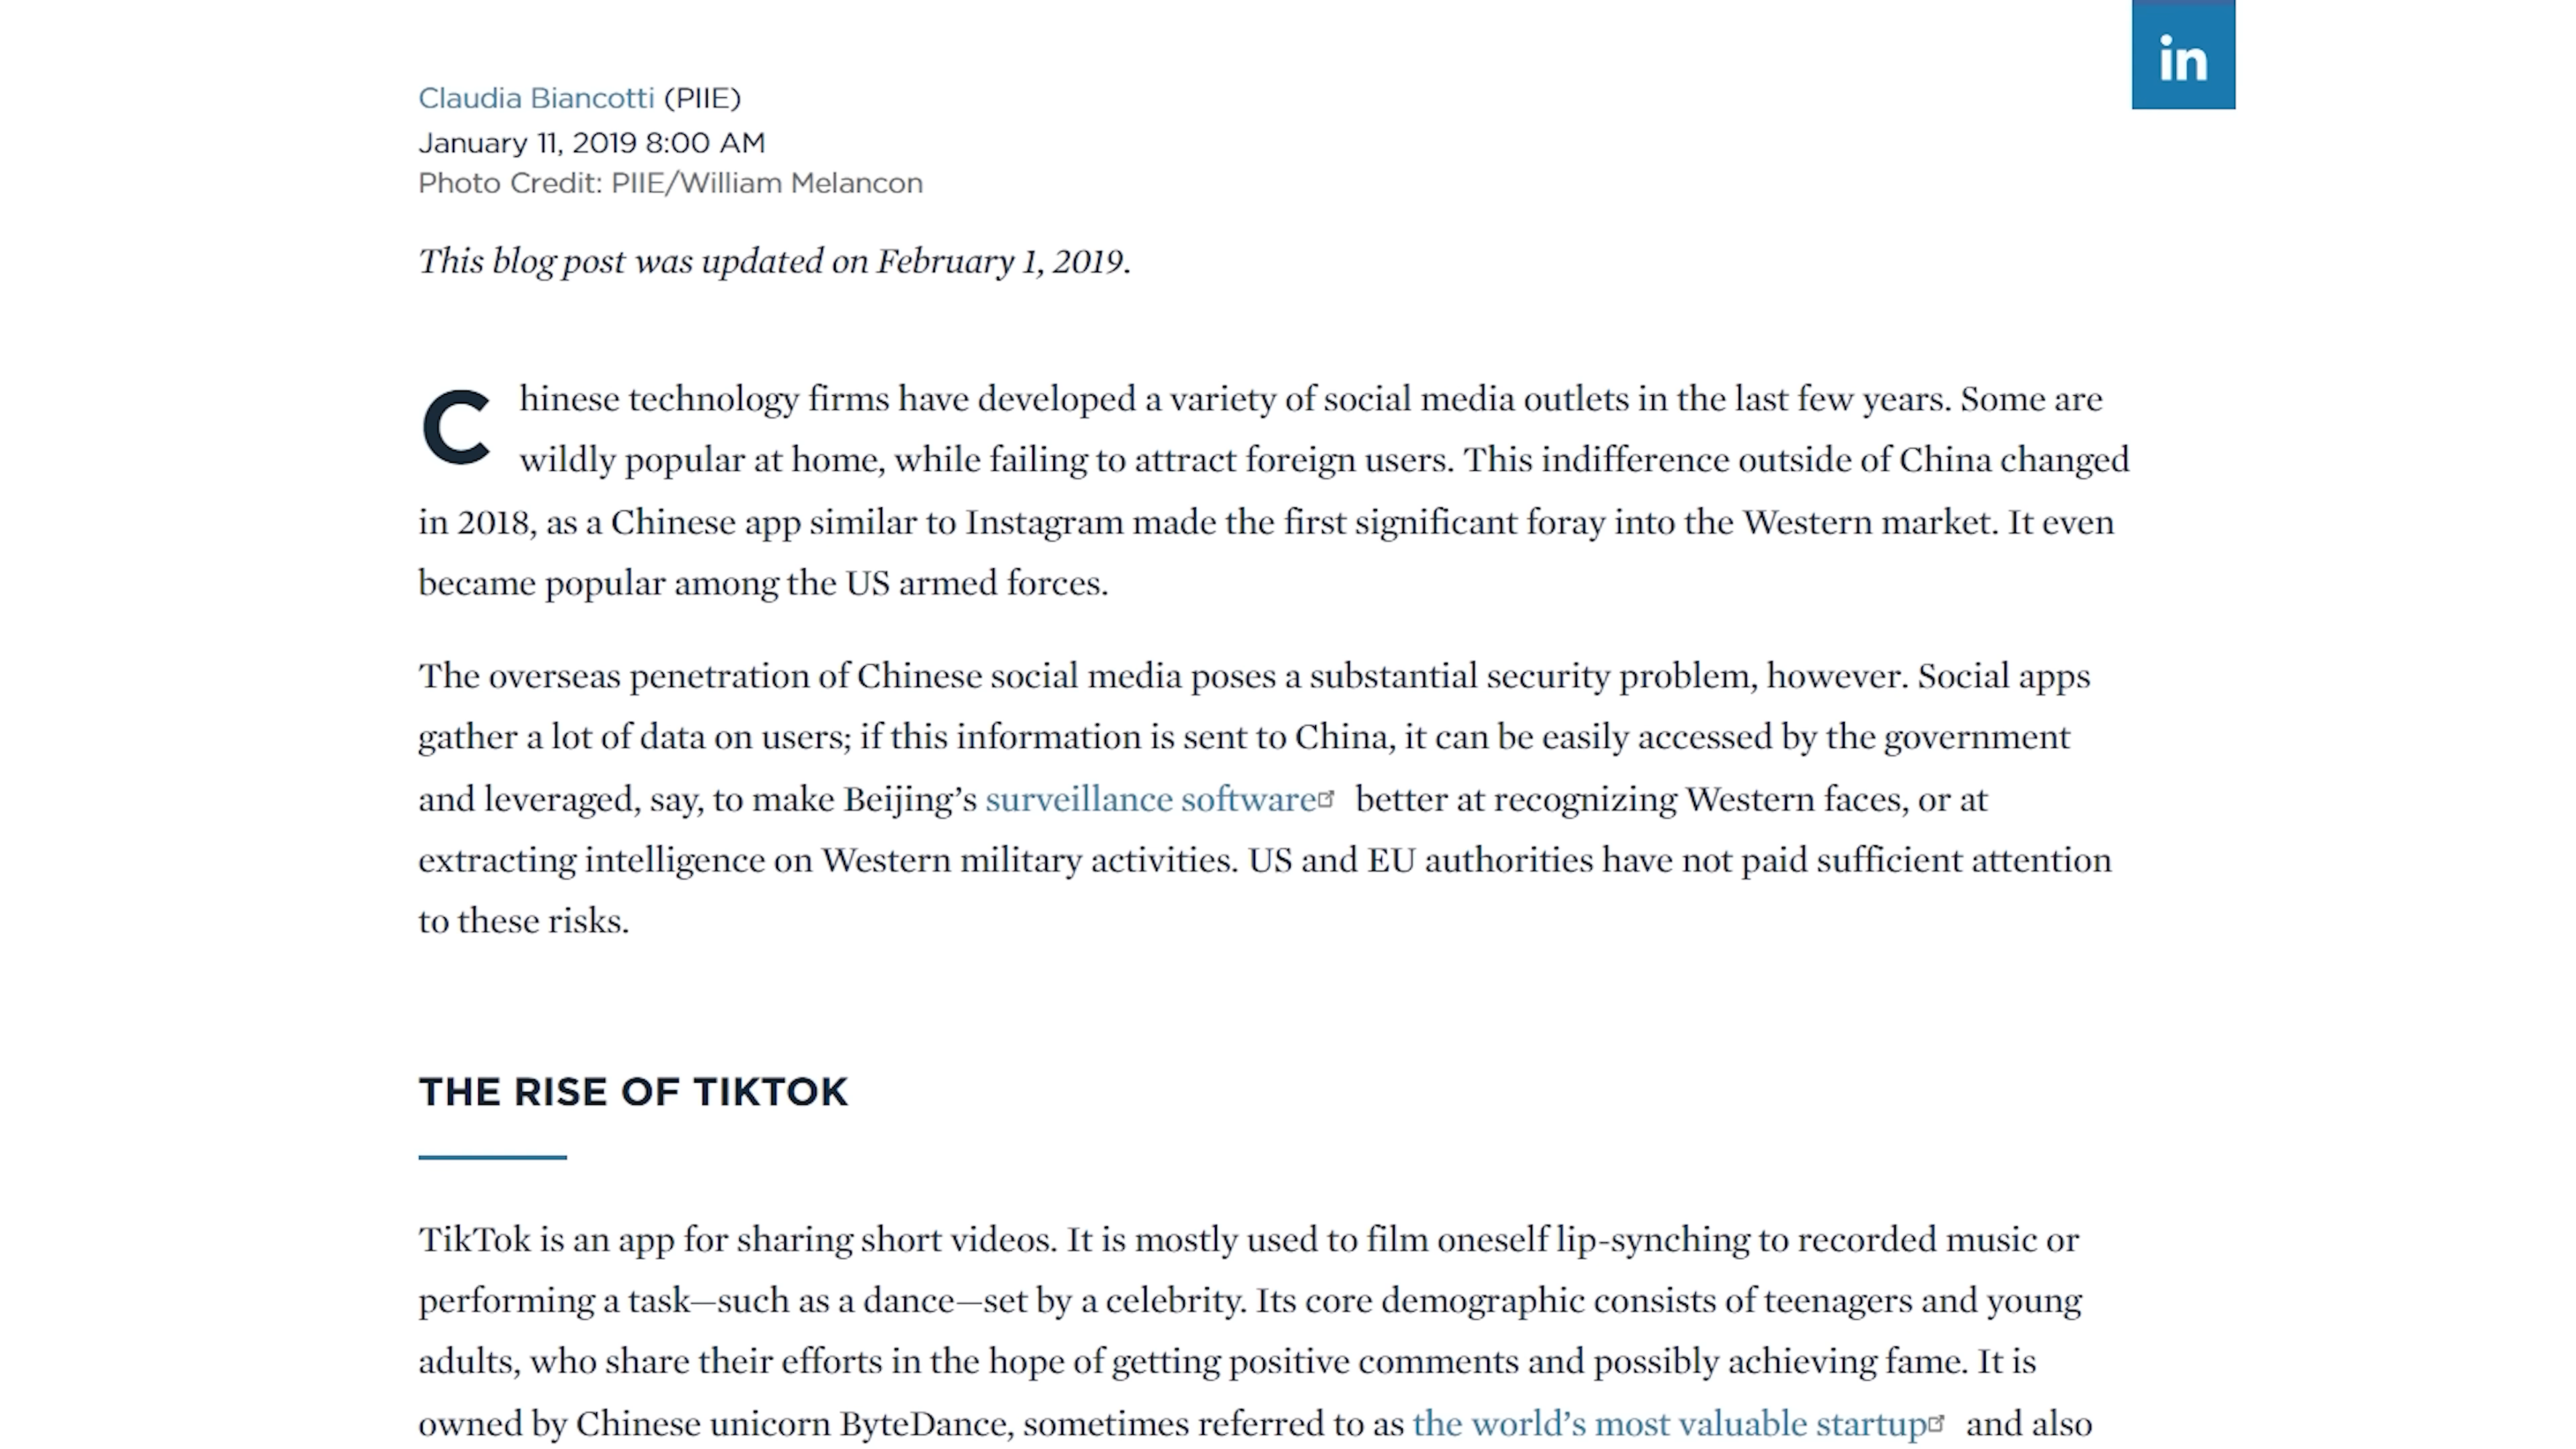 in
Claudia Biancotti (PIIE)
January 11, 2019 8:00 AM
Photo Credit: PIIE/William Melancon
This blog post was updated on February 1, 2019.
Chinese technology firms have developed a variety of social media outlets in the last few years. Some are
wildly popular at home, while failing to attract foreign users. This indifference outside of China changed
in 2018, as a Chinese app similar to Instagram made the first significant foray into the Western market. It even
became popular among the US armed forces.
The overseas penetration of Chinese social media poses a substantial security problem, however. Social apps
gather a lot of data on users; if this information is sent to China, it can be easily accessed by the government
and leveraged, say, to make Beijing’s surveillance software better at recognizing Western faces, or at
extracting intelligence on Western military activities. US and EU authorities have not paid sufficient attention
to these risks.
THE RISE OF TIKTOK
TikTok is an app for sharing short videos. It is mostly used to film oneself lip-synching to recorded music or
performing a task—such as a dance—set by a celebrity. Its core demographic consists of teenagers and young
adults, who share their efforts in the hope of getting positive comments and possibly achieving fame. It is
owned by Chinese unicorn ByteDance, sometimes referred to as the world’s most valuable startup and also